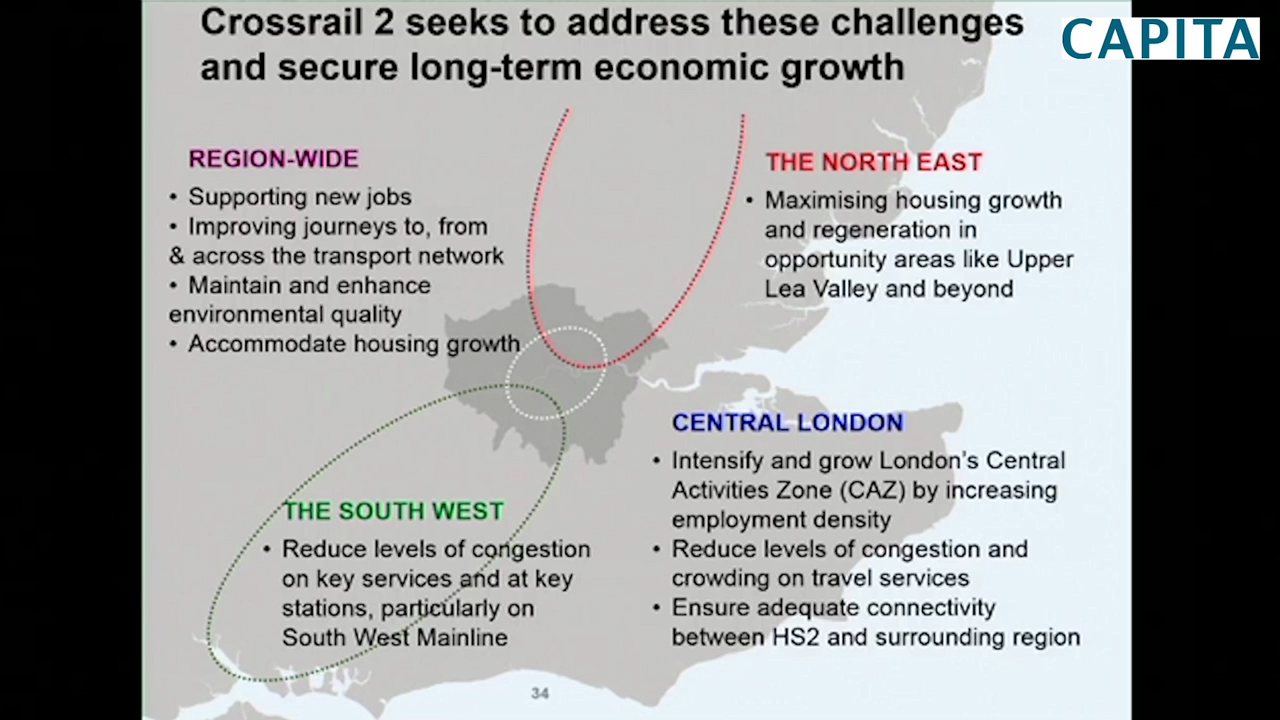 Crossrail 2 seeks to address these challenges
and secure long-term economic growth
CAPITA
REGION-WIDE
• Supporting new jobs
• Improving journeys to, from
& across the transport network
• Maintain and enhance
environmental quality
• Accommodate housing growth
THE NORTH EAST
• Maximising housing growth
and regeneration in
opportunity areas like Upper
Lea Valley and beyond
THE SOUTH WEST
• Reduce levels of congestion
on key services and at key
stations, particularly on
South West Mainline
CENTRAL LONDON
• Intensify and grow London's Central
Activities Zone (CAZ) by increasing
employment density
• Reduce levels of congestion and
crowding on travel services
• Ensure adequate connectivity
between HS2 and surrounding region
34